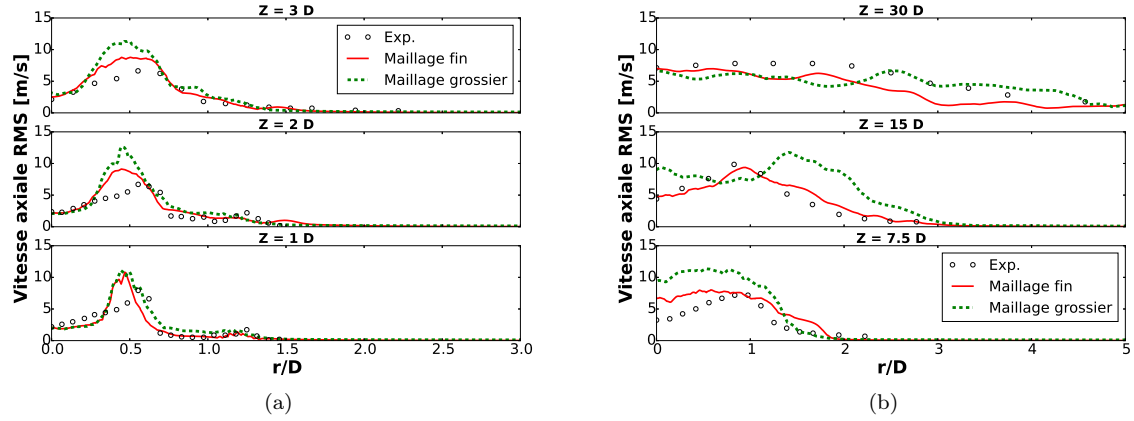 Z = 3 D
15
10
5
0
Exp.
Maillage fin
Maillage grossier
Z = 2 D
15
10
5
0
Z = 1 D
15
10
5
0
0.0 0.5 1.0 1.5 2.0 2.5 3.0
r/D
Vitesse axiale RMS [m/s]
(a)
Z = 30 D
15
10
5
0
Z = 15 D
15
10
5
0
Z = 7.5 D
15
10
5
0
Exp.
Maillage fin
Maillage grossier
0 1 2 3 4 5
r/D
Vitesse axiale RMS [m/s]
(b)